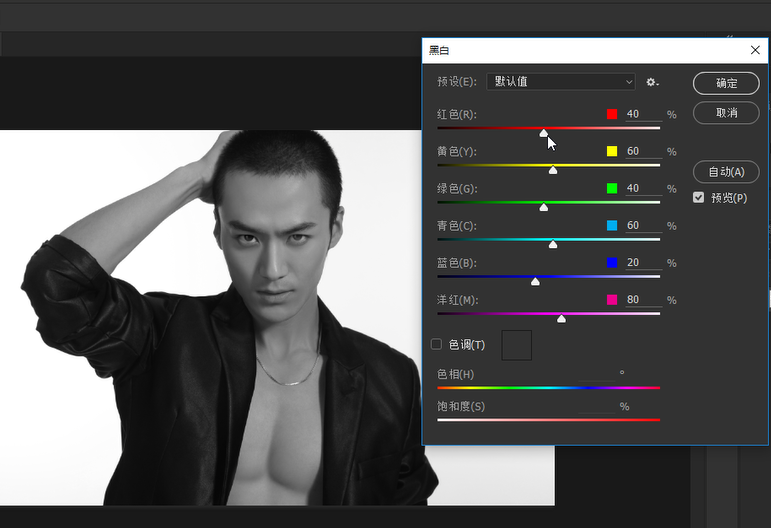 黑白
预设(E): 默认值
确定
红色(R): 40 %
取消
黄色(Y): 60 %
自动(A)
绿色(G): 40 %
预览(P)
青色(C): 60 %
蓝色(B): 20 %
洋红(M): 80 %
色调(T)
色相(H) °
饱和度(S) %